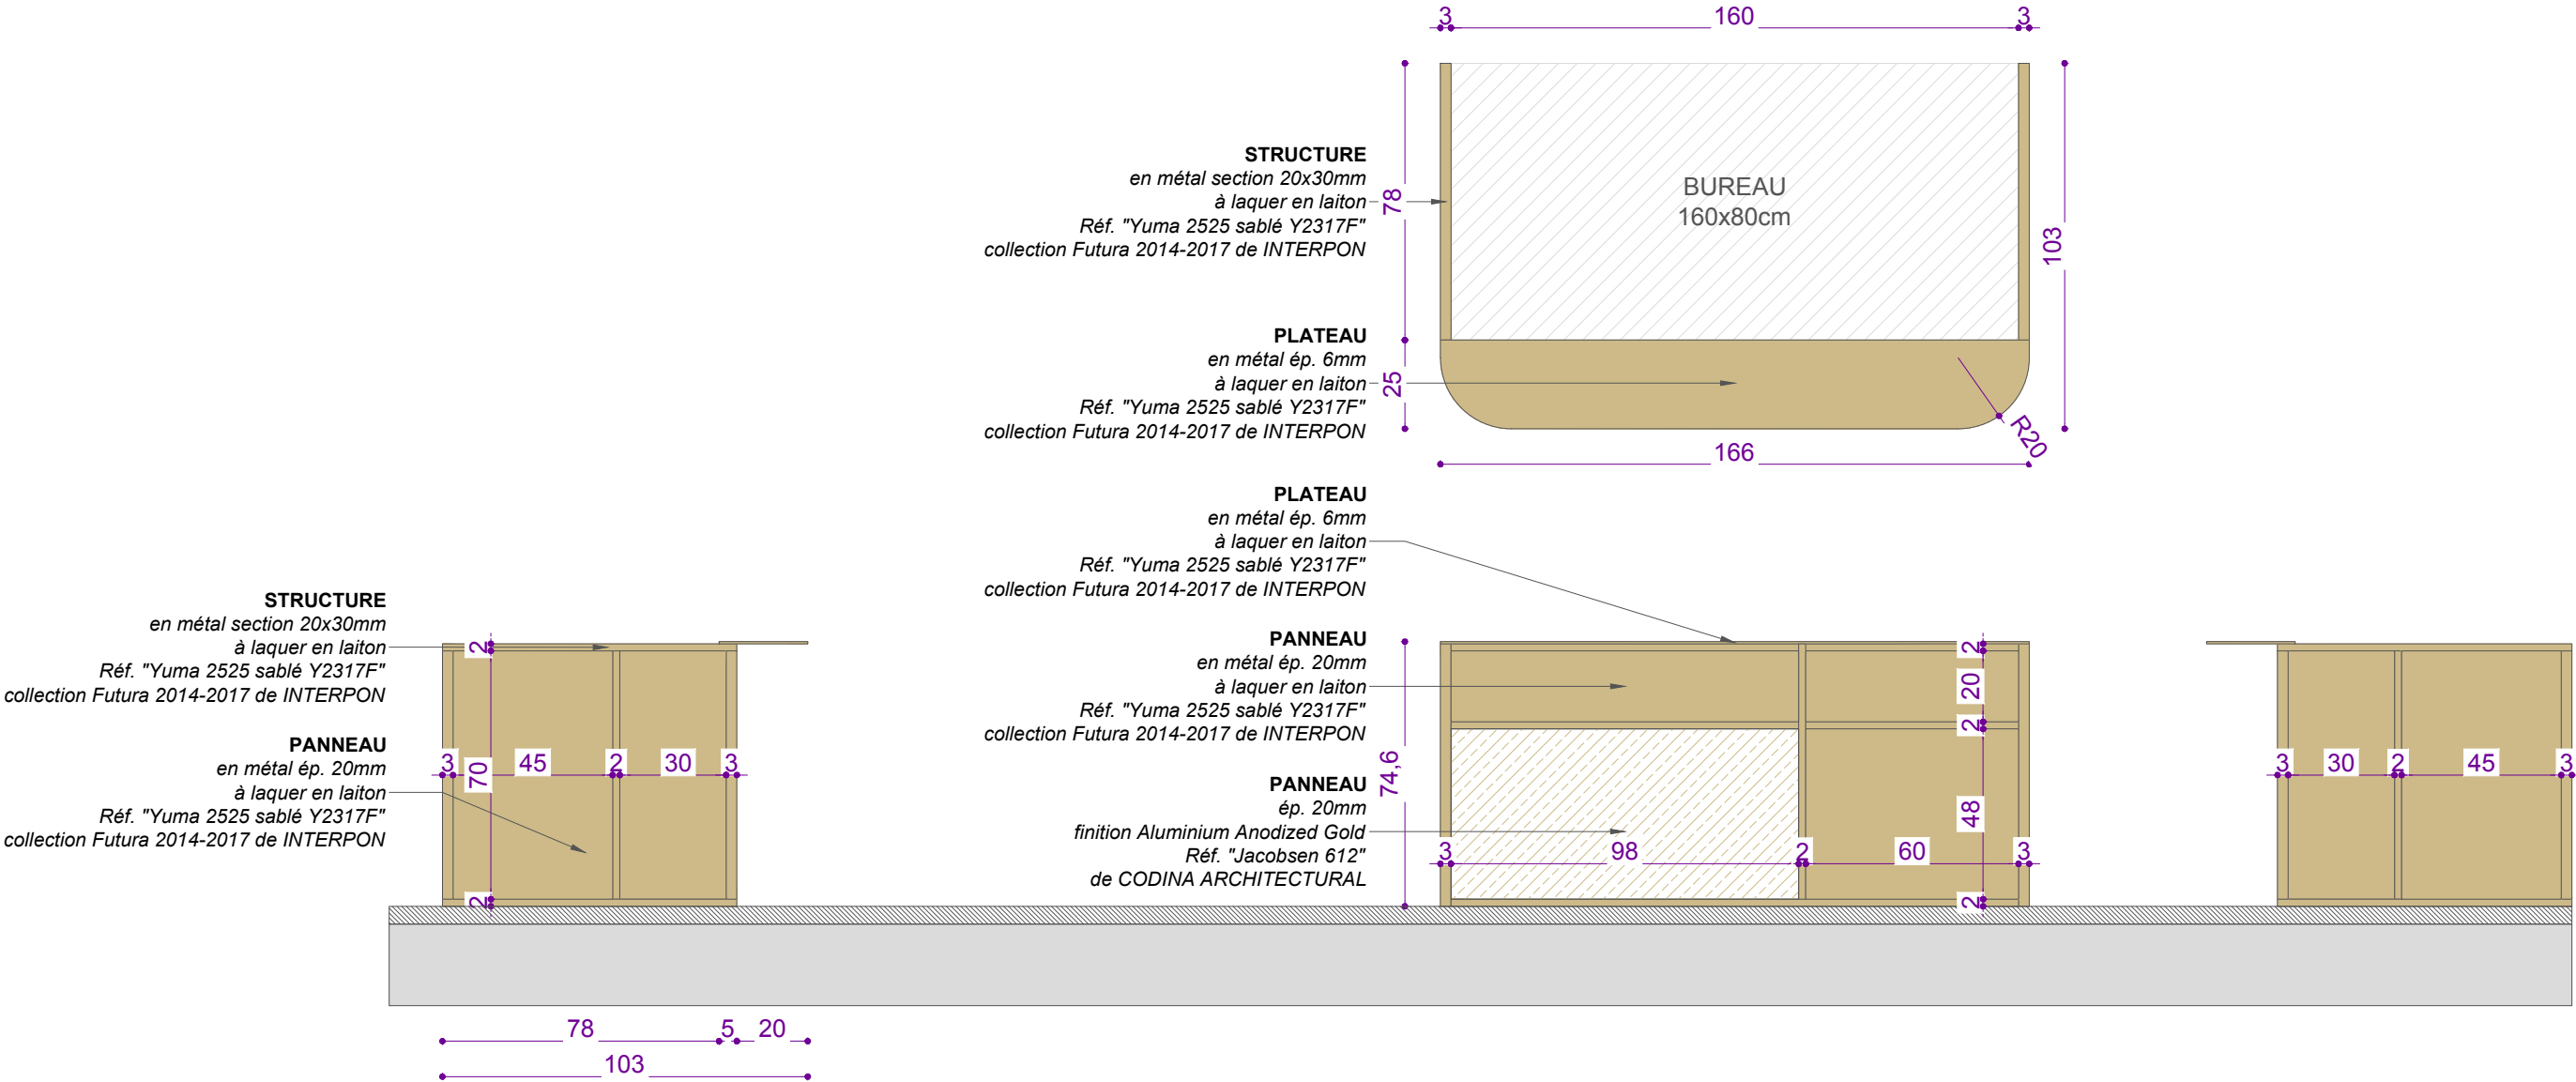 3
160
3
STRUCTURE
en métal section 20x30mm
à laquer en laiton
Réf. "Yuma 2525 sablé Y2317F"
collection Futura 2014-2017 de INTERPON
78
BUREAU
160x80cm
103
PLATEAU
en métal ép. 6mm
à laquer en laiton
Réf. "Yuma 2525 sablé Y2317F"
collection Futura 2014-2017 de INTERPON
25
R20
166
PLATEAU
en métal ép. 6mm
à laquer en laiton
Réf. "Yuma 2525 sablé Y2317F"
collection Futura 2014-2017 de INTERPON
STRUCTURE
en métal section 20x30mm
à laquer en laiton
Réf. "Yuma 2525 sablé Y2317F"
collection Futura 2014-2017 de INTERPON
PANNEAU
en métal ép. 20mm
à laquer en laiton
Réf. "Yuma 2525 sablé Y2317F"
collection Futura 2014-2017 de INTERPON
2
3
70
45
2
30
3
2
PANNEAU
en métal ép. 20mm
à laquer en laiton
Réf. "Yuma 2525 sablé Y2317F"
collection Futura 2014-2017 de INTERPON
PANNEAU
ép. 20mm
finition Aluminium Anodized Gold
Réf. "Jacobsen 612"
de CODINA ARCHITECTURAL
74,6
2
20
2
48
3
98
2
60
3
2
3
30
2
45
3
78
5
20
103